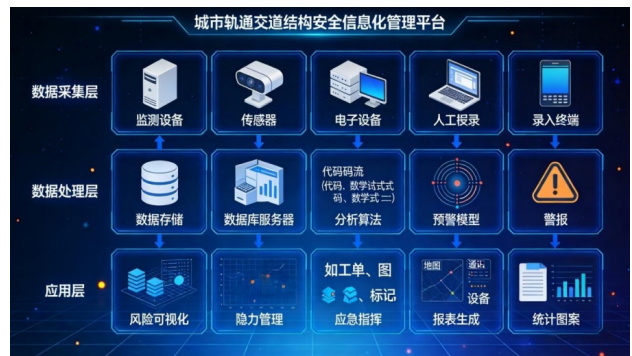 城市轨通交道结构安全信息化管理平台
数据采集层
监测设备
传感器
电子设备
人工模录
录入终端
数据处理层
数据存储
数据库服务器
代码码流
(代码、数学试式式
码、数学式二)
分析算法
预警模型
警报
应用层
风险可视化
隐力管理
如工单、图
、标记
应急指挥
地图
设备
报表生成
统计图案